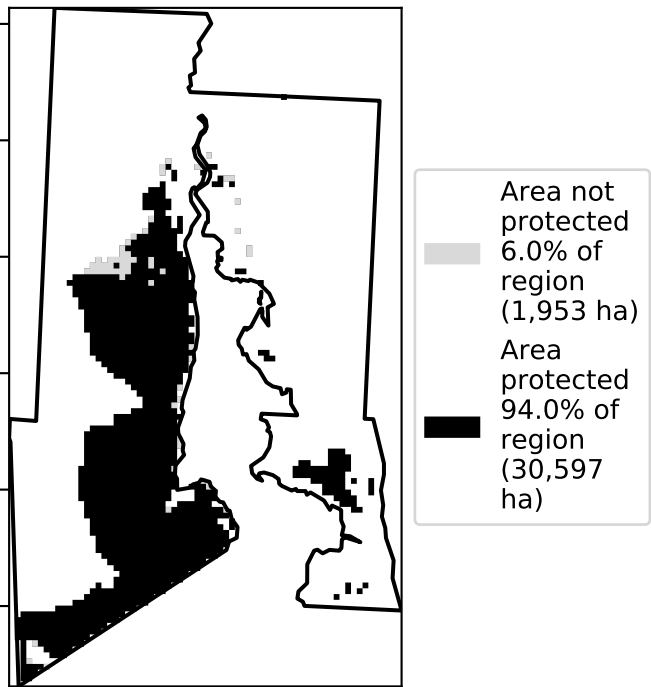 Area not
protected
6.0% of
region
(1,953 ha)
Area
protected
94.0% of
region
(30,597
ha)